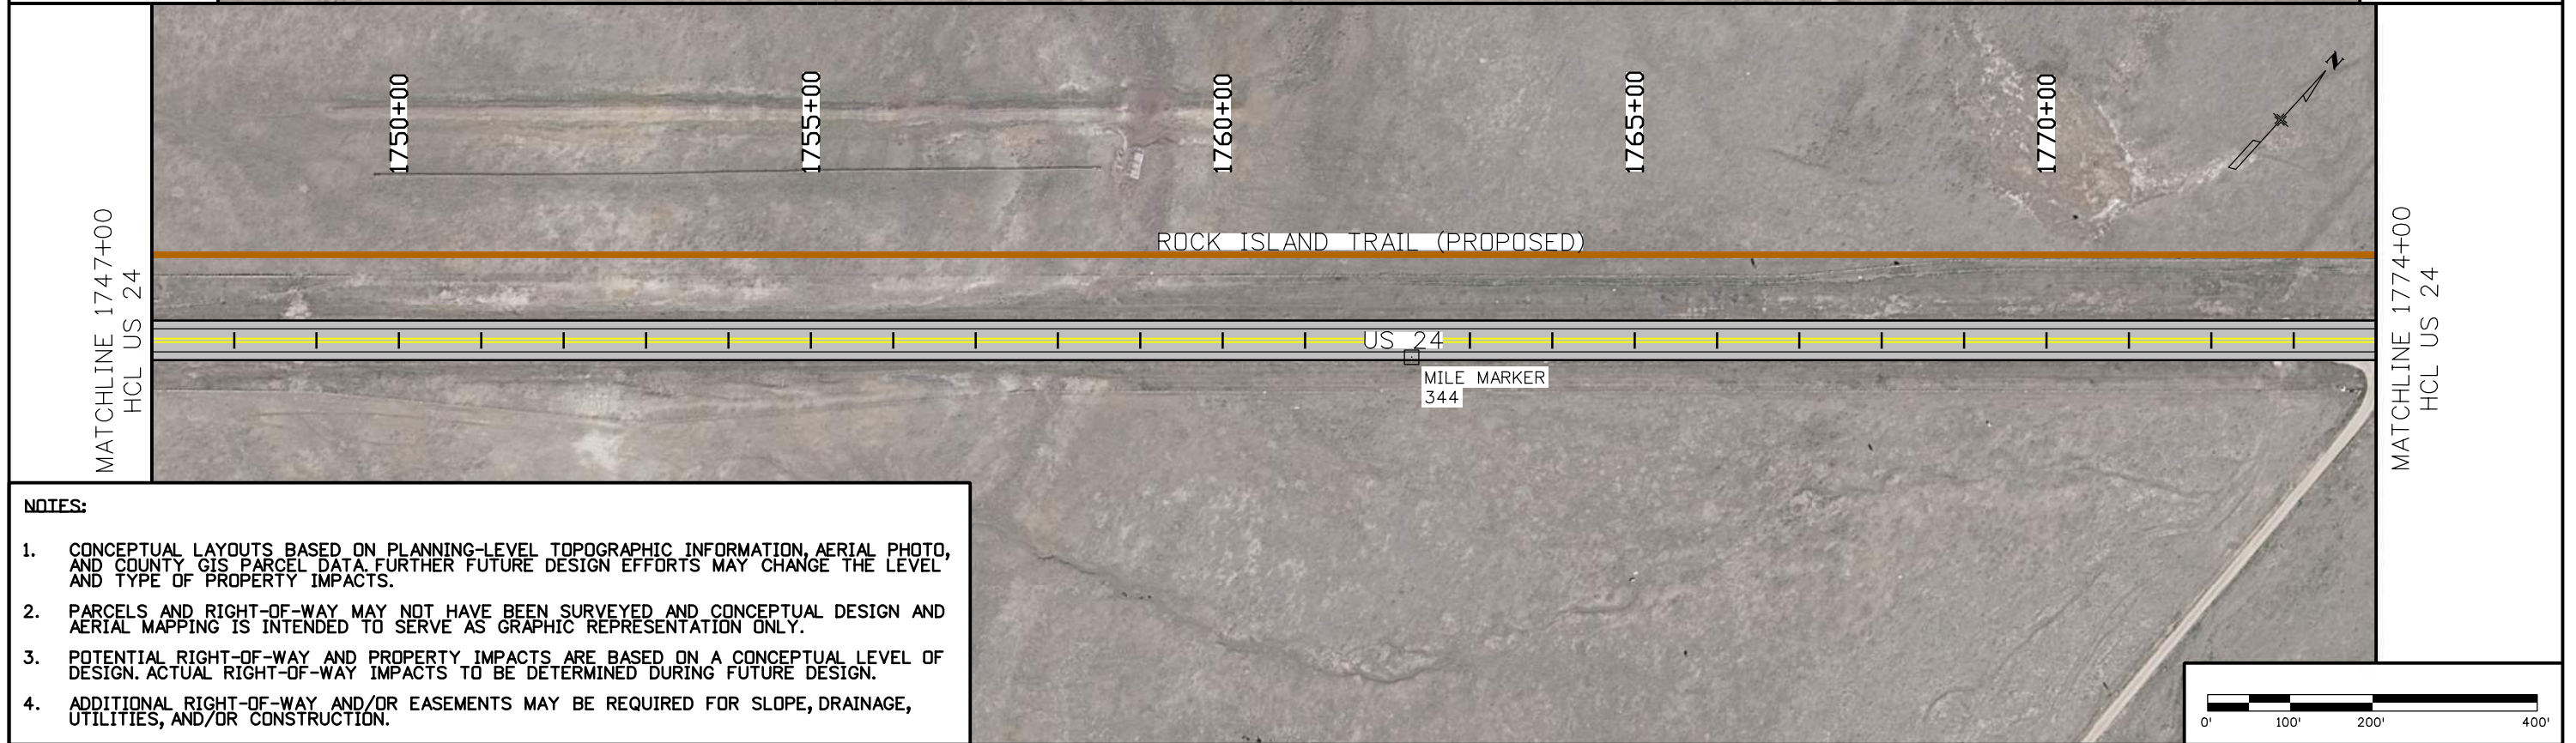 1750+00
1755+00
1760+00
1765+00
1770+00
N
MATCHLINE 1747+00
HCL US 24
ROCK ISLAND TRAIL (PROPOSED)
US 24
MILE MARKER
344
MATCHLINE 1774+00
HCL US 24
NOTES:
1. CONCEPTUAL LAYOUTS BASED ON PLANNING-LEVEL TOPOGRAPHIC INFORMATION, AERIAL PHOTO,
AND COUNTY GIS PARCEL DATA. FURTHER FUTURE DESIGN EFFORTS MAY CHANGE THE LEVEL
AND TYPE OF PROPERTY IMPACTS.
2. PARCELS AND RIGHT-OF-WAY MAY NOT HAVE BEEN SURVEYED AND CONCEPTUAL DESIGN AND
AERIAL MAPPING IS INTENDED TO SERVE AS GRAPHIC REPRESENTATION ONLY.
3. POTENTIAL RIGHT-OF-WAY AND PROPERTY IMPACTS ARE BASED ON A CONCEPTUAL LEVEL OF
DESIGN. ACTUAL RIGHT-OF-WAY IMPACTS TO BE DETERMINED DURING FUTURE DESIGN.
4. ADDITIONAL RIGHT-OF-WAY AND/OR EASEMENTS MAY BE REQUIRED FOR SLOPE, DRAINAGE,
UTILITIES, AND/OR CONSTRUCTION.
0' 100' 200' 400'